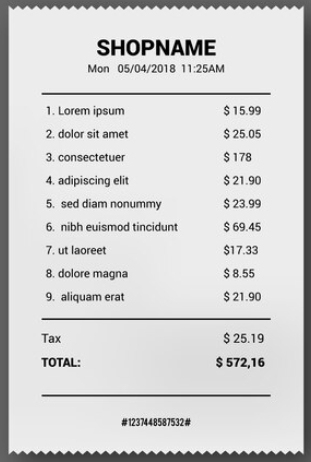 SHOPNAME
Mon 05/04/2018 11:25AM
1. Lorem ipsum $ 15.99
2. dolor sit amet $ 25.05
3. consectetuer $ 178
4. adipiscing elit $ 21.90
5. sed diam nonummy $ 23.99
6. nibh euismod tincidunt $ 69.45
7. ut laoreet $17.33
8. dolore magna $ 8.55
9. aliquam erat $ 21.90
Tax $ 25.19
TOTAL: $ 572,16
#1237448587532#